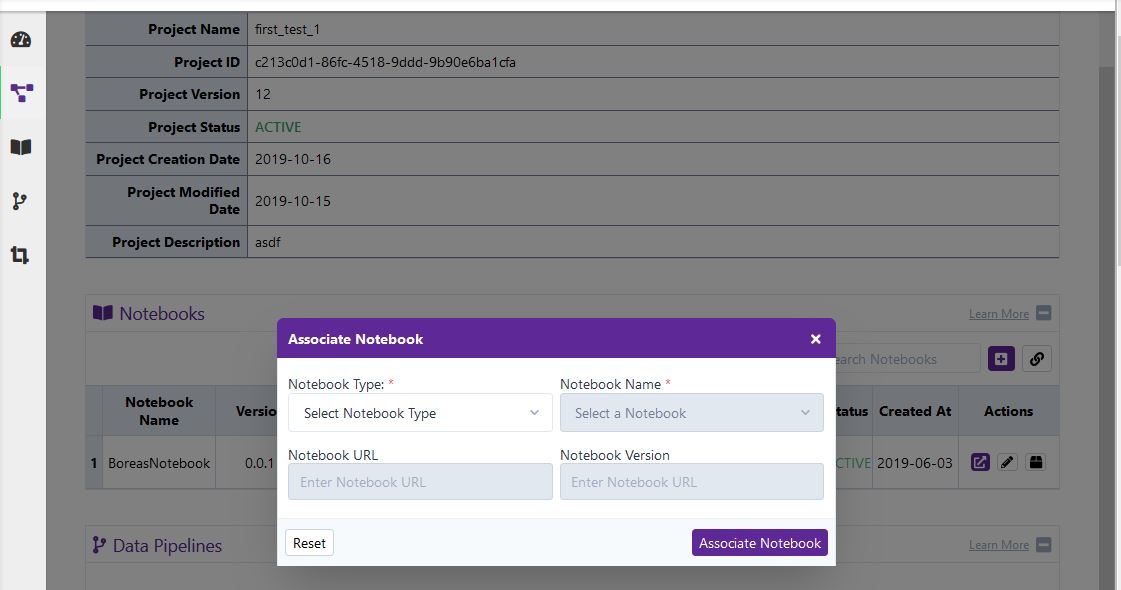 Project Name first_test_1
Project ID c213c0d1-86fc-4518-9ddd-9b90e6ba1cfa
Project Version 12
Project Status ACTIVE
Project Creation Date 2019-10-16
Project Modified
Date 2019-10-15
Project Description asdf
Notebooks Learn More
Associate Notebook
earch Notebooks
Notebook Type: * Notebook Name *
Select Notebook Type Select a Notebook
Notebook
Name Versio tatus Created At Actions
Notebook URL Notebook Version
1 BoreasNotebook 0.0.1 CTIVE 2019-06-03
Enter Notebook URL Enter Notebook URL
Reset Associate Notebook
Data Pipelines Learn More